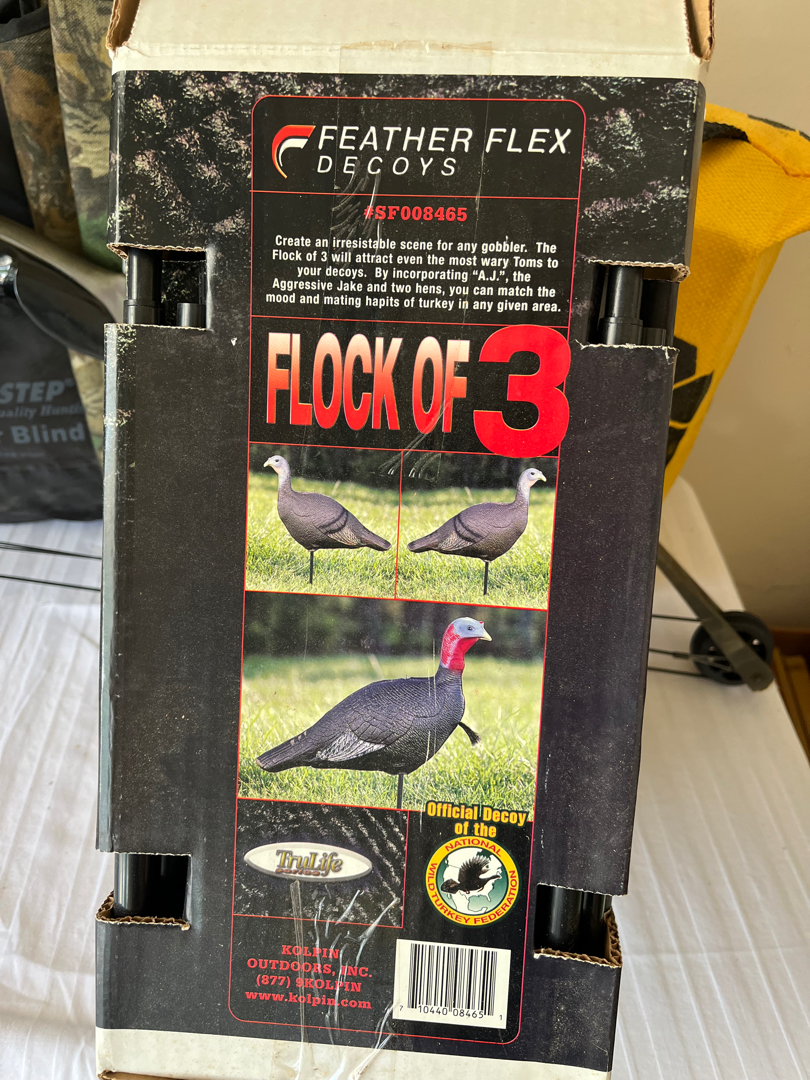 FEATHER FLEX
DECOYS
#SF008465
Create an irresistable scene for any gobbler. The
Flock of 3 will attract even the most wary Toms to
your decoys. By incorporating "A.J.", the
Aggressive Jake and two hens, you can match the
mood and mating hapits of turkey in any given area.
FLOCK OF 3
Official Decoy
of the
NATIONAL
WILD TURKEY FEDERATION
TruLife
series
KOLPIN
OUTDOORS, INC.
(877) 9KOLPIN
www.kolpin.com
7 10440 08465 1
STEP
Blind